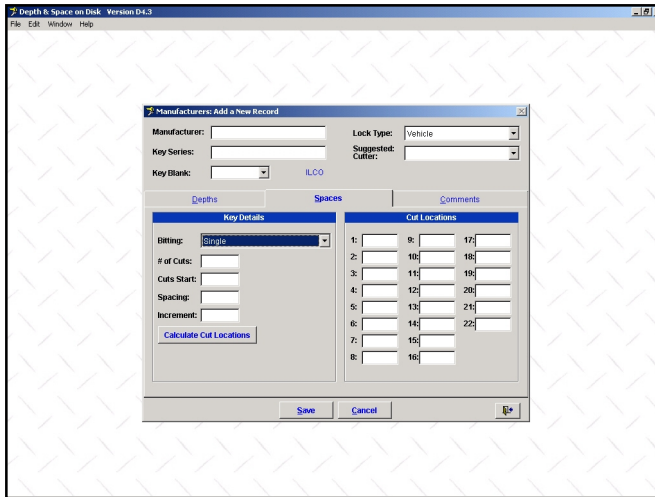 Depth & Space on Disk Version D4.3
File Edit Window Help
Manufacturers: Add a New Record
Manufacturer:
Lock Type: Vehicle
Key Series:
Suggested: Cutter:
Key Blank: ILCO
Depths Spaces Comments
Key Details
Cut Locations
Bitting: Single
# of Cuts:
Cuts Start:
Spacing:
Increment:
Calculate Cut Locations
1: 9: 17:
2: 10: 18:
3: 11: 19:
4: 12: 20:
5: 13: 21:
6: 14: 22:
7: 15:
8: 16:
Save Cancel